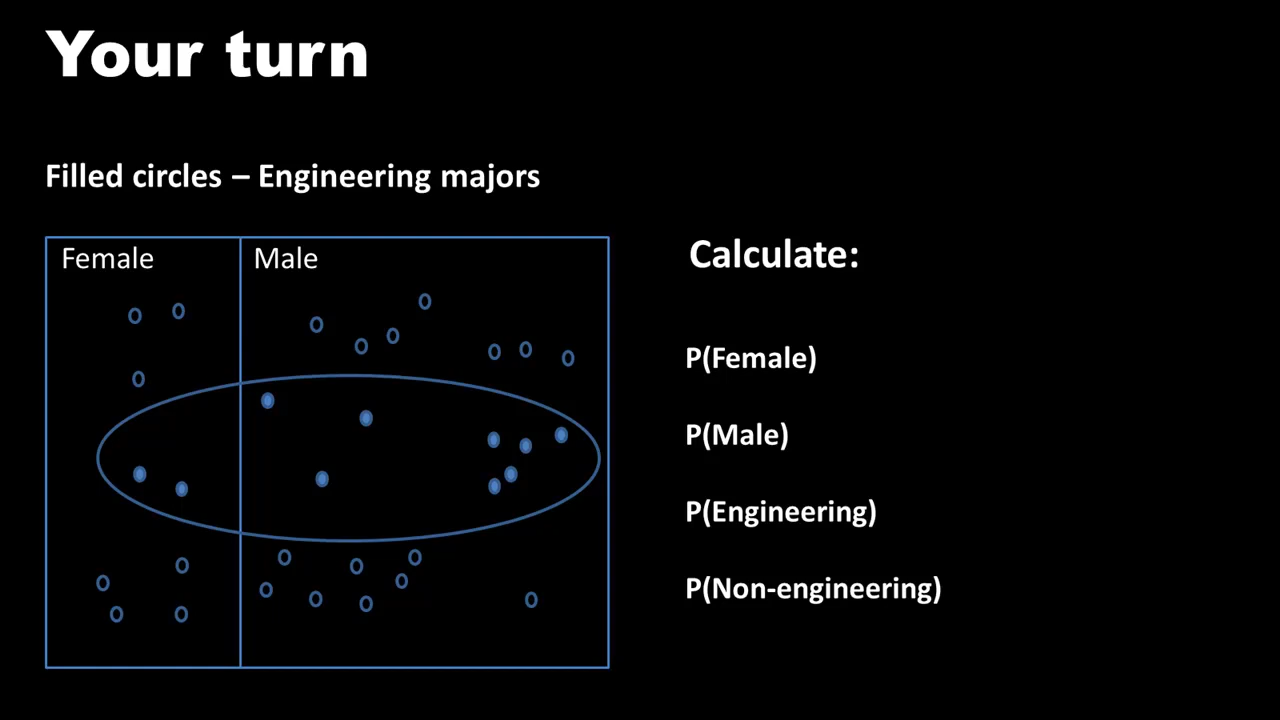 Your turn
Filled circles – Engineering majors
Female
Male
Calculate:
P(Female)
P(Male)
P(Engineering)
P(Non-engineering)